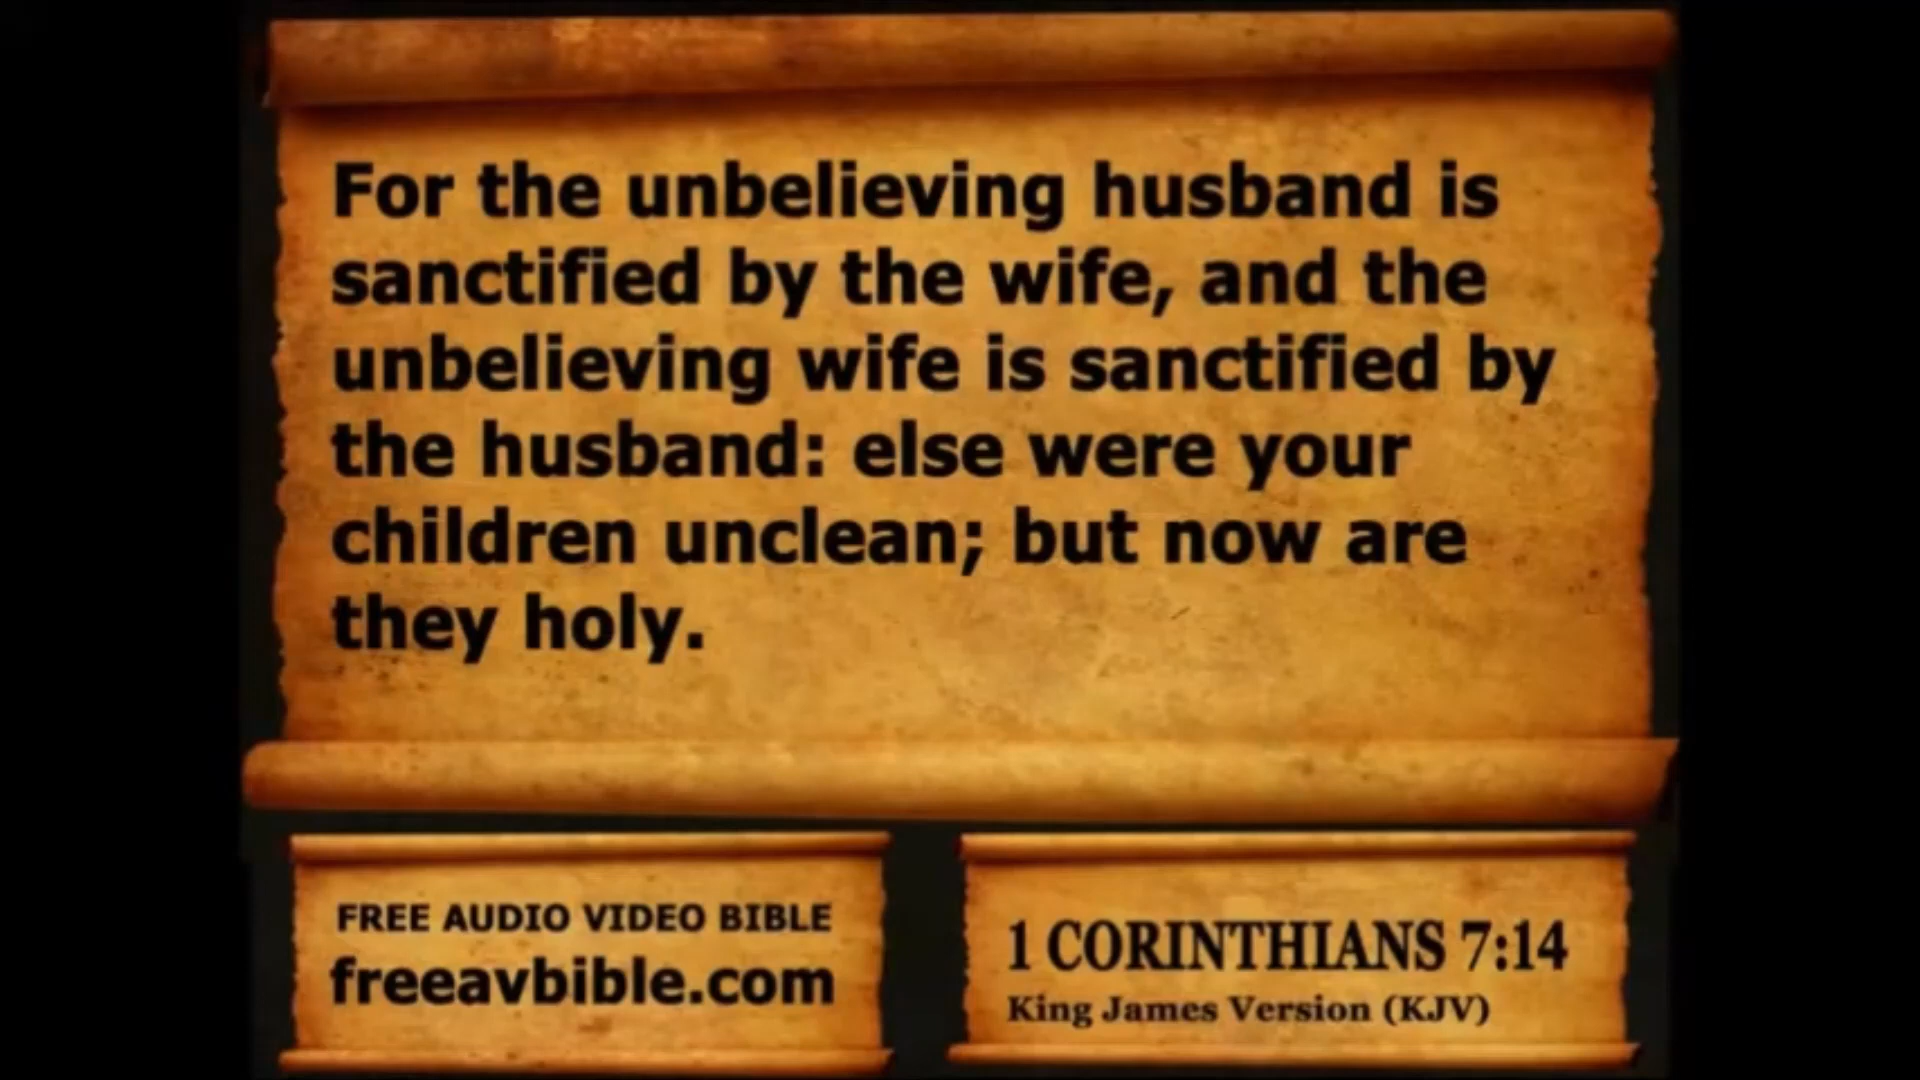 For the unbelieving husband is
sanctified by the wife, and the
unbelieving wife is sanctified by
the husband: else were your
children unclean; but now are
they holy.
FREE AUDIO VIDEO BIBLE
freeavbible.com
1 CORINTHIANS 7:14
King James Version (KJV)